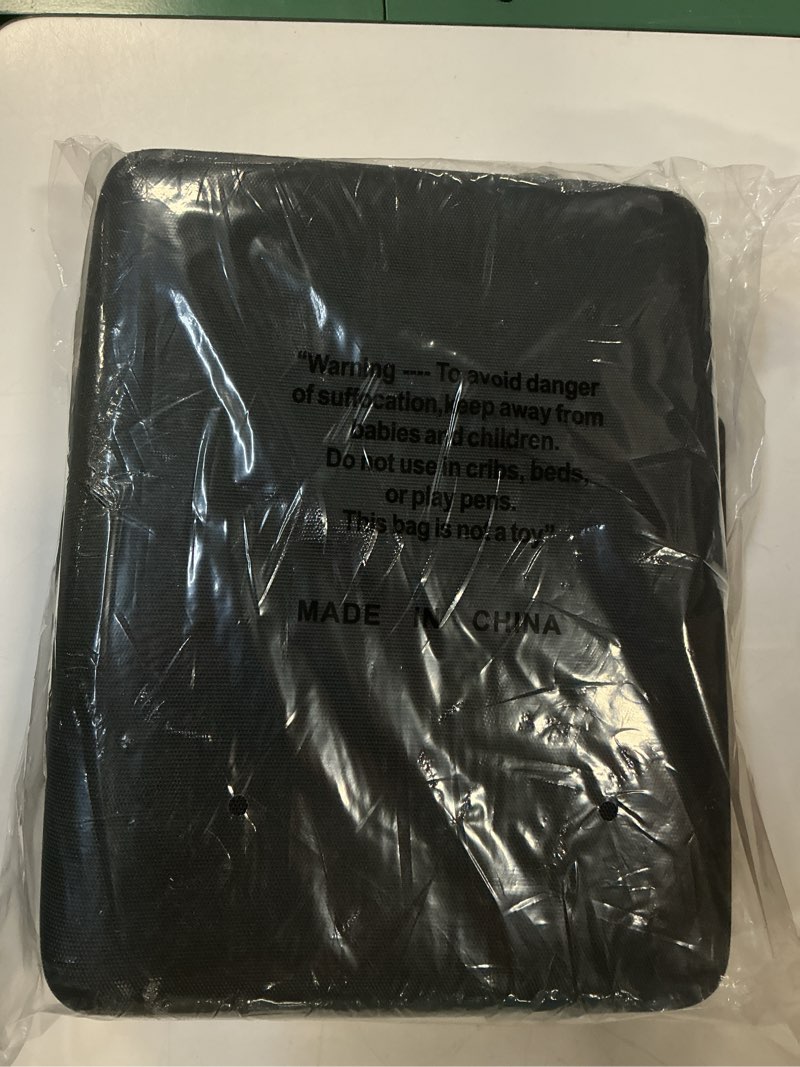 “Warning ---- To avoid danger
of suffocation,keep away from
babies and children.
Do not use in cribs, beds,
or play pens.
This bag is not a toy”
MADE IN CHINA